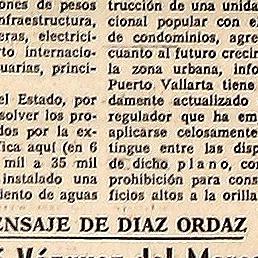 ones de pesos
nfraestructura,
eras, electrici-
rto internacio-
uarias, princi-
el Estado, por
solver los pro-
dos por la ex-
fica aquí (en 6
mil a 35 mil
instalado una
iento de aguas
trucción de una unida
cional popular con el
de condominios, agre
cuanto al futuro crecin
la zona urbana, info
Puerto Vallarta tiene
damente actualizado
regulador que ha em
aplicarse celosamente
tingue entre las disp
de dicho plano, con
prohibición para cons
ficios altos a la orilla
ENSAJE DE DIAZ ORDAZ